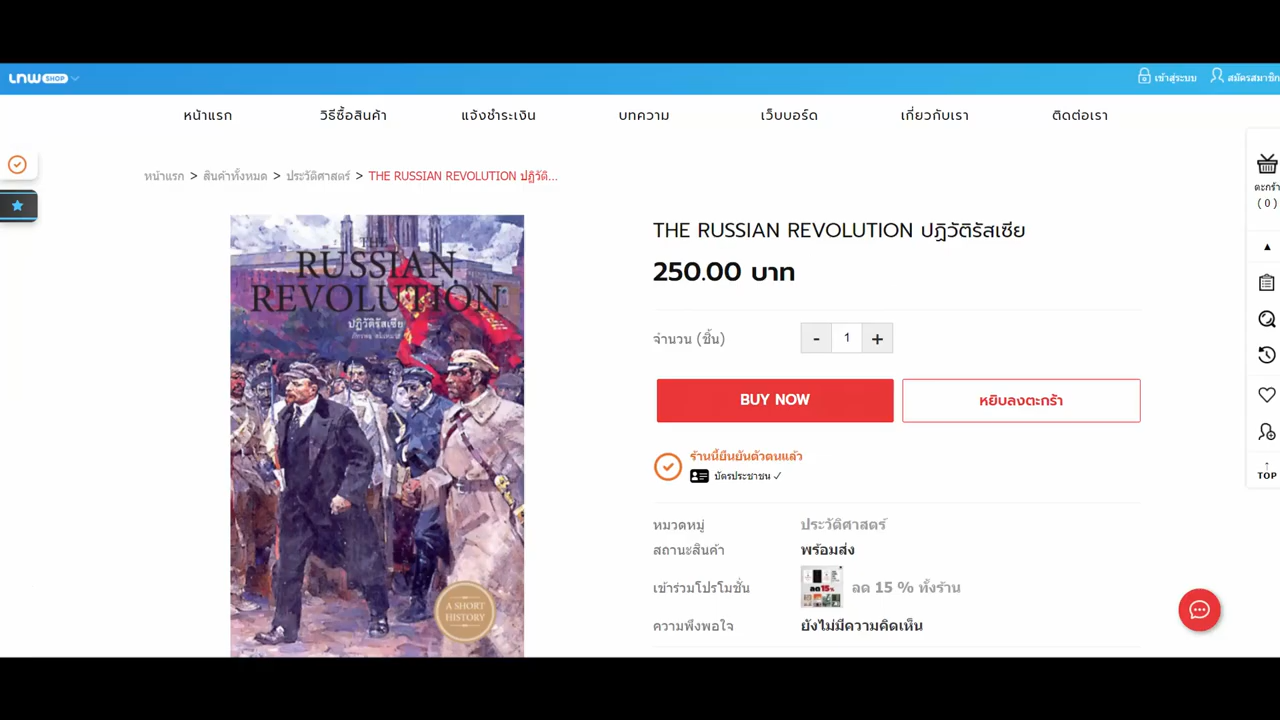 LnwSHOP
เข้าสู่ระบบ
สมัครสมาชิก
หน้าแรก
วิธีซื้อสินค้า
แจ้งชำระเงิน
บทความ
เว็บบอร์ด
เกี่ยวกับเรา
ติดต่อเรา
หน้าแรก > สินค้าทั้งหมด > ประวัติศาสตร์ > THE RUSSIAN REVOLUTION ปฏิวัติ...
ตะกร้า
( 0 )
TOP
THE
RUSSIAN
REVOLUTION
ปฏิวัติรัสเซีย
A SHORT
HISTORY
THE RUSSIAN REVOLUTION ปฏิวัติรัสเซีย
250.00 บาท
จำนวน (ชิ้น)
- 1 +
BUY NOW
หยิบลงตะกร้า
ร้านนี้ยืนยันตัวตนแล้ว
บัตรประชาชน ✓
หมวดหมู่ ประวัติศาสตร์
สถานะสินค้า พร้อมส่ง
เข้าร่วมโปรโมชั่น ลด 15 % ทั้งร้าน
ลด 15%
ความพึงพอใจ ยังไม่มีความคิดเห็น